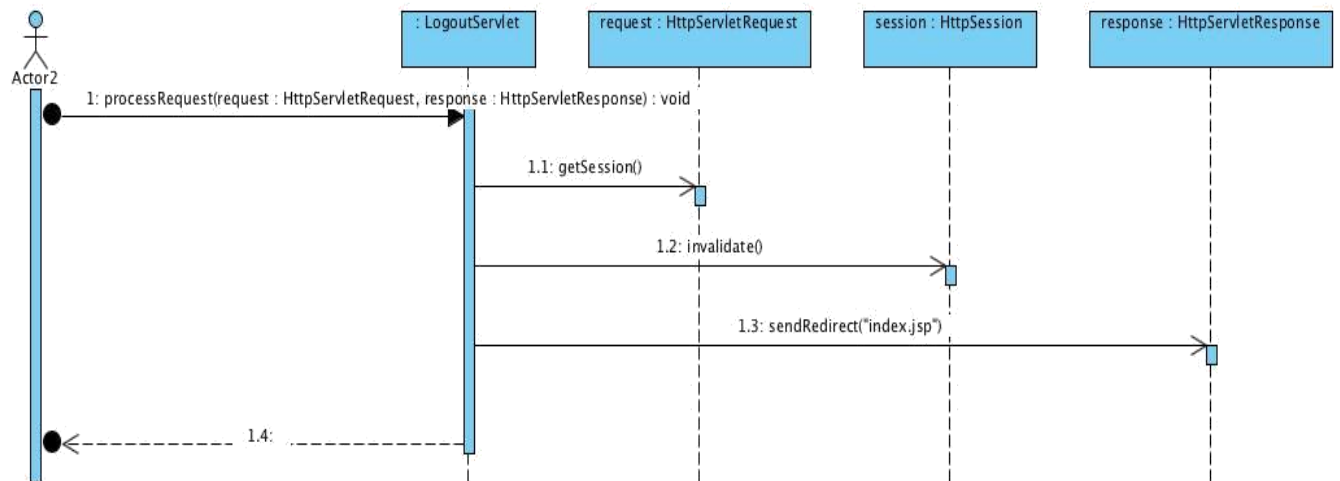 : LogoutServlet
request : HttpServletRequest
session : HttpSession
response : HttpServletResponse
Actor2
1: processRequest(request : HttpServletRequest, response : HttpServletResponse) : void
1.1: getSession()
1.2: invalidate()
1.3: sendRedirect("index.jsp")
1.4: